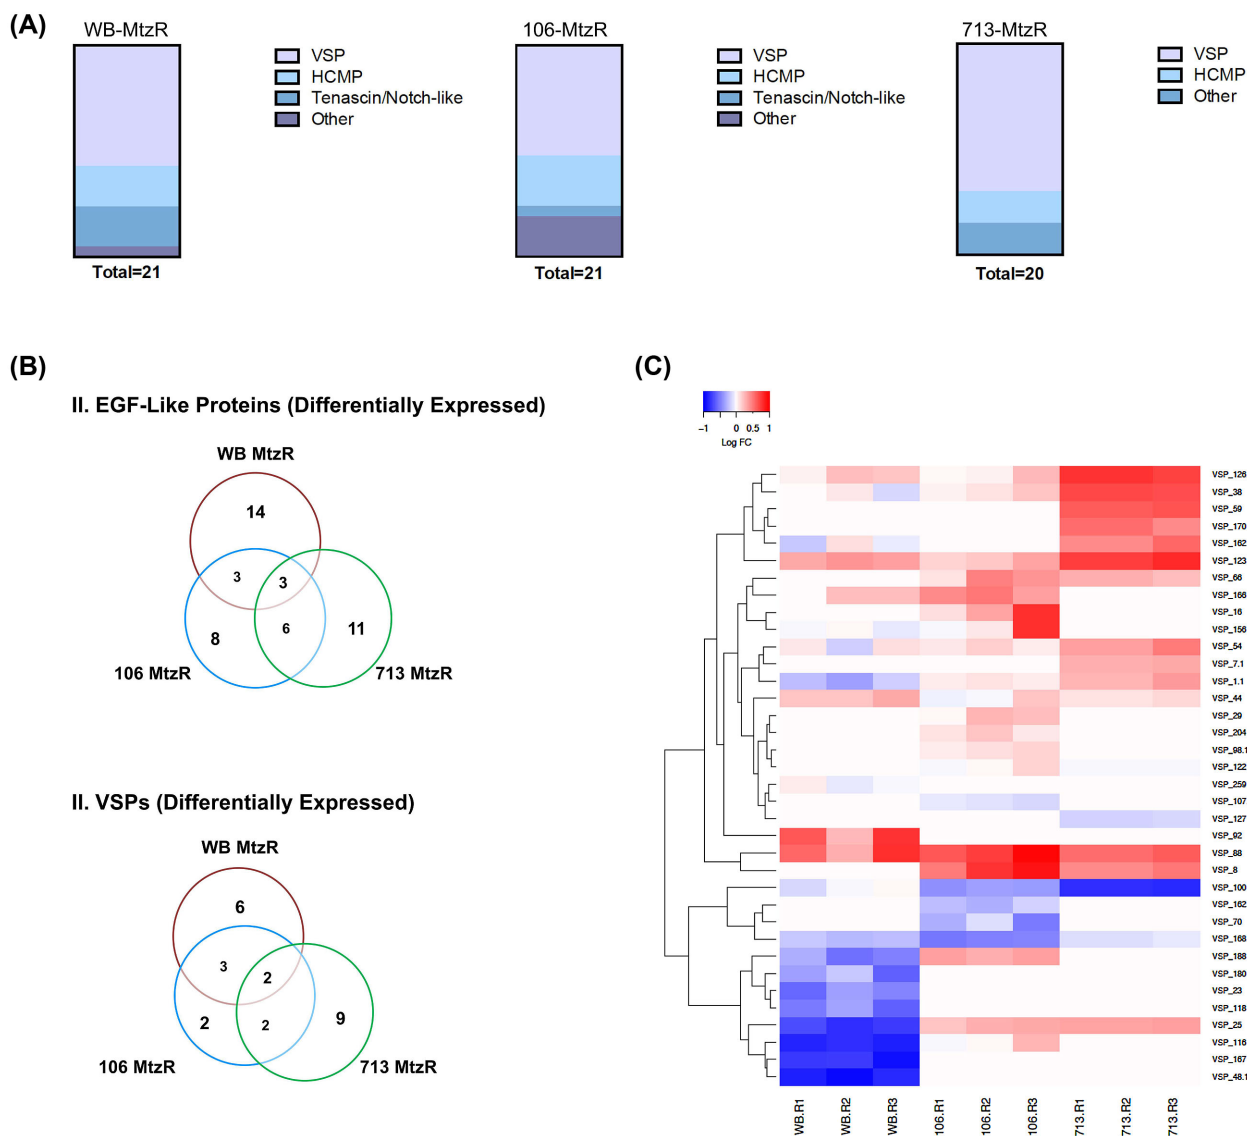 (A)
WB-MtzR
VSP
HCMP
Tenascin/Notch-like
Other
Total=21
106-MtzR
VSP
HCMP
Tenascin/Notch-like
Other
Total=21
713-MtzR
VSP
HCMP
Other
Total=20
(B)
II. EGF-Like Proteins (Differentially Expressed)
WB MtzR
14
3
3
8
6
11
106 MtzR
713 MtzR
II. VSPs (Differentially Expressed)
WB MtzR
6
3
2
2
2
9
106 MtzR
713 MtzR
(C)
−1 0 0.5 1
Log FC
VSP_126
VSP_38
VSP_59
VSP_170
VSP_162
VSP_123
VSP_66
VSP_166
VSP_16
VSP_156
VSP_54
VSP_7.1
VSP_1.1
VSP_44
VSP_29
VSP_204
VSP_98.1
VSP_122
VSP_259
VSP_107
VSP_127
VSP_92
VSP_88
VSP_8
VSP_100
VSP_162
VSP_70
VSP_168
VSP_188
VSP_180
VSP_23
VSP_118
VSP_25
VSP_116
VSP_167
VSP_48.1
WB.R1
WB.R2
WB.R3
106.R1
106.R2
106.R3
713.R1
713.R2
713.R3